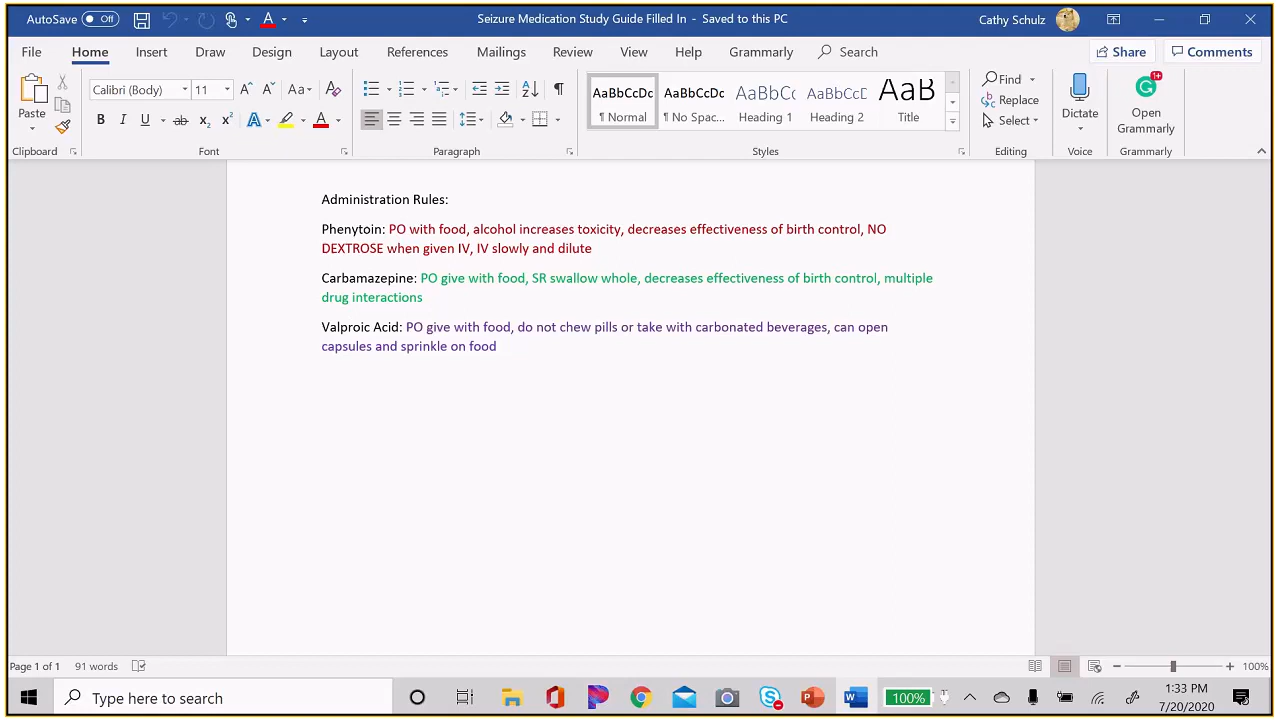 AutoSave Off
Seizure Medication Study Guide Filled In - Saved to this PC
Cathy Schulz
File Home Insert Draw Design Layout References Mailings Review View Help Grammarly Search Share Comments
Paste
Calibri (Body) 11
Aa
B I U ab x₂ x² A A
AaBbCcDc AaBbCcDc AaBbCc AaBbCcD AaB
¶ Normal ¶ No Spac... Heading 1 Heading 2 Title
Find
Replace
Select
Dictate
1+
Open Grammarly
Clipboard Font Paragraph Styles Editing Voice Grammarly
Administration Rules:
Phenytoin: PO with food, alcohol increases toxicity, decreases effectiveness of birth control, NO
DEXTROSE when given IV, IV slowly and dilute
Carbamazepine: PO give with food, SR swallow whole, decreases effectiveness of birth control, multiple
drug interactions
Valproic Acid: PO give with food, do not chew pills or take with carbonated beverages, can open
capsules and sprinkle on food
Page 1 of 1 91 words
100%
Type here to search
100%
1:33 PM
7/20/2020